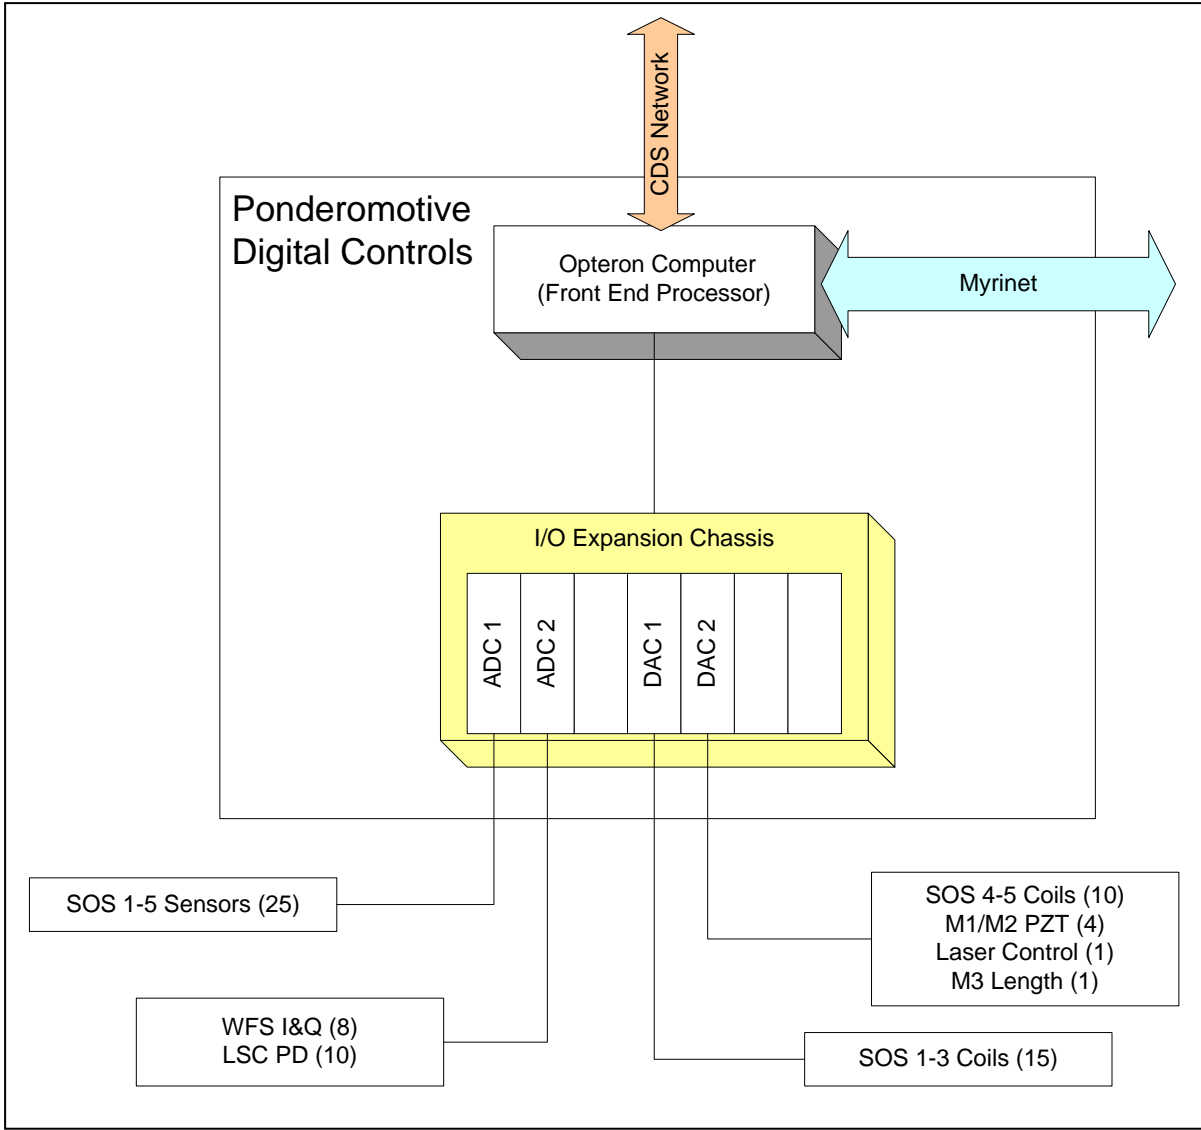 CDS Network
Ponderomotive
Digital Controls
Opteron Computer
(Front End Processor)
Myrinet
I/O Expansion Chassis
ADC 1
ADC 2
DAC 1
DAC 2
SOS 1-5 Sensors (25)
SOS 4-5 Coils (10)
M1/M2 PZT (4)
Laser Control (1)
M3 Length (1)
WFS I&Q (8)
LSC PD (10)
SOS 1-3 Coils (15)